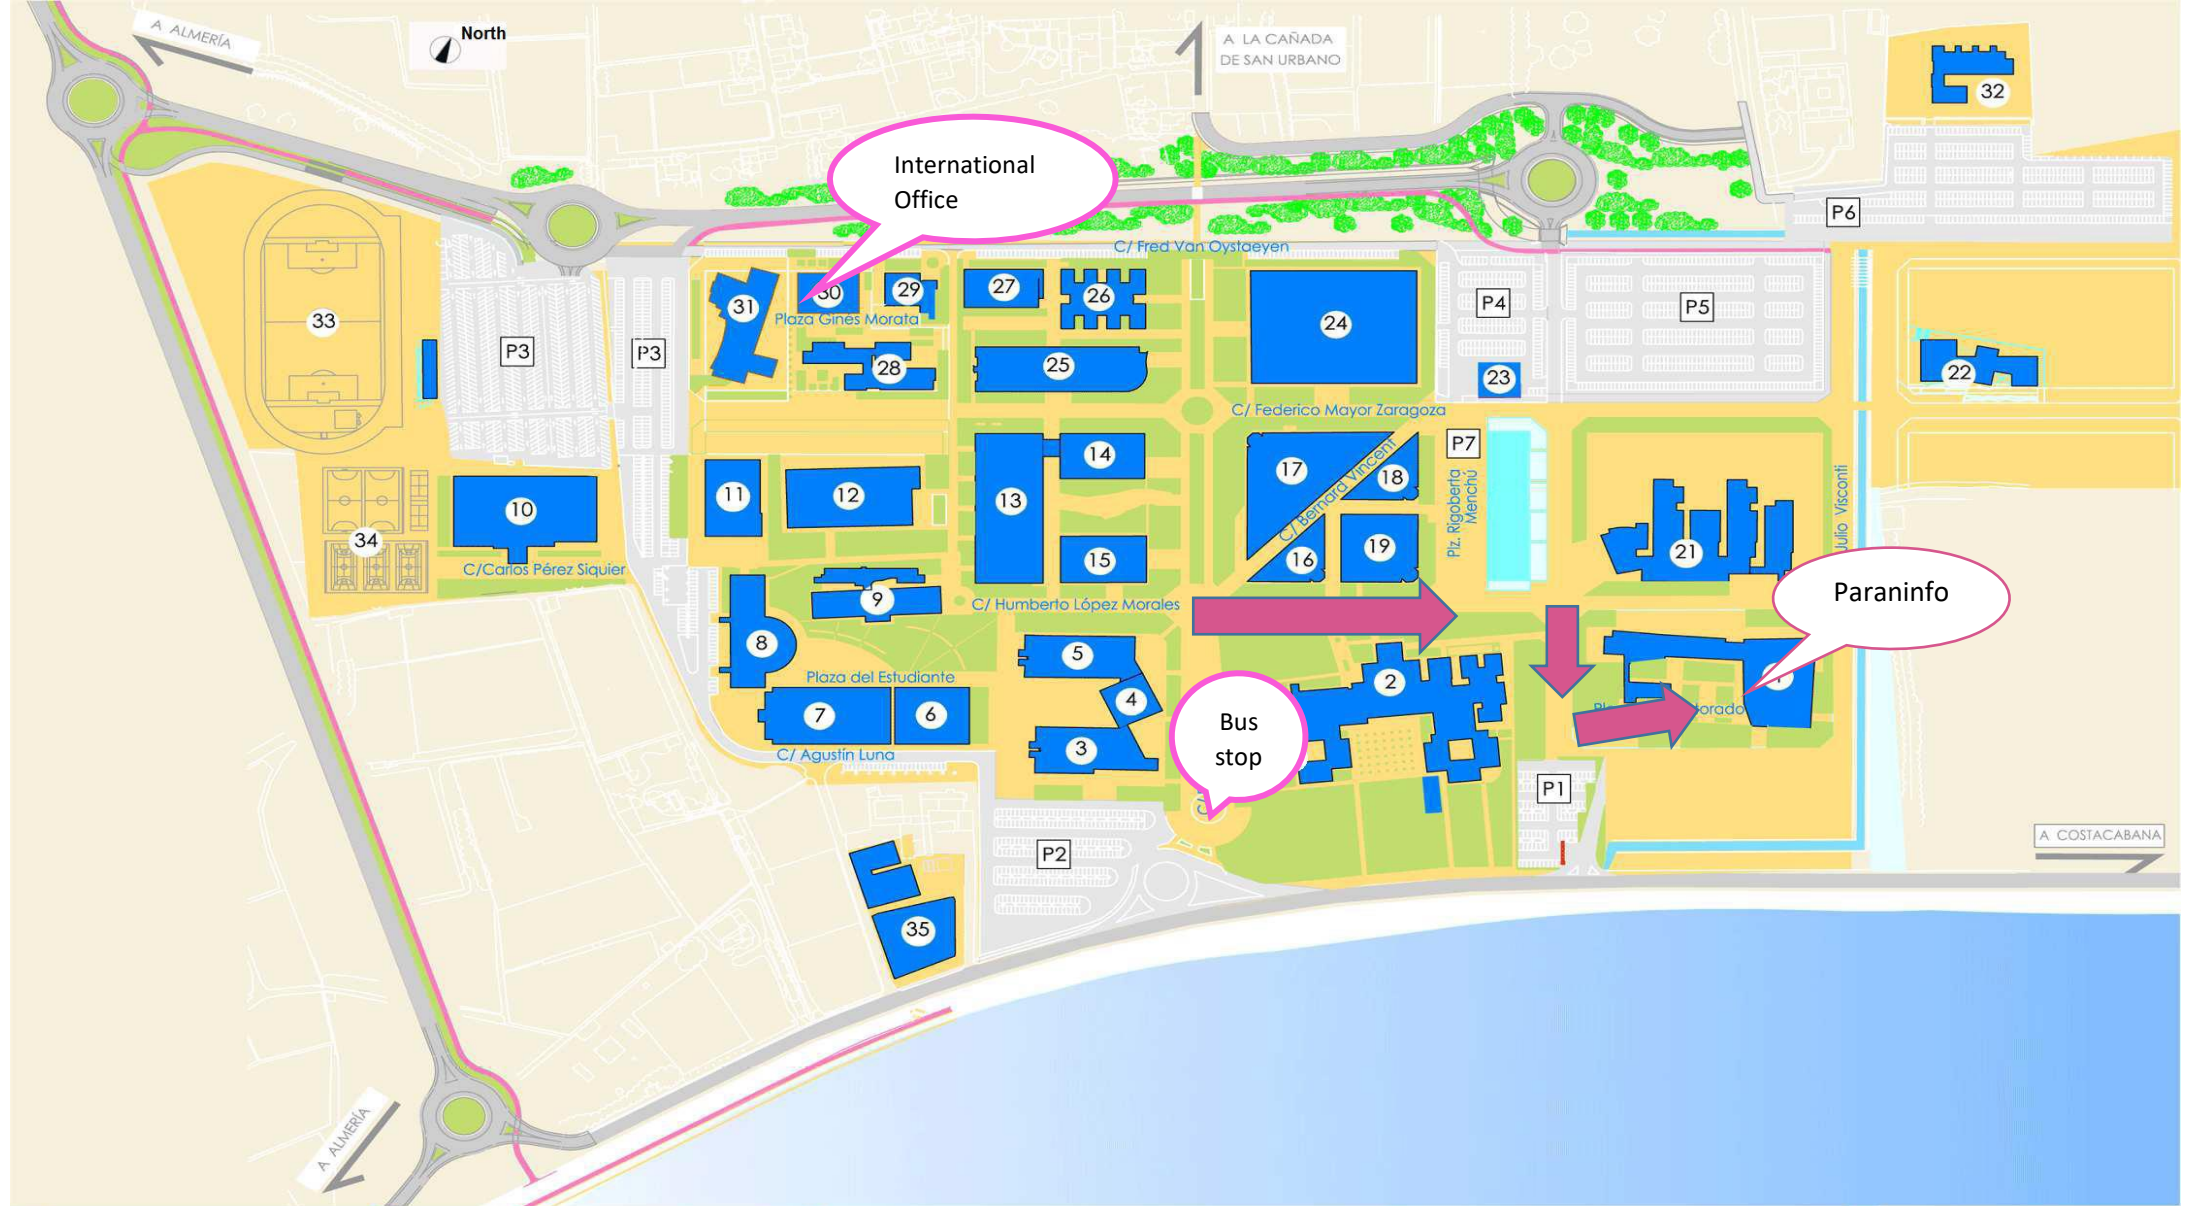 A ALMERÍA
North
A LA CAÑADA
DE SAN URBANO
32
International
Office
P6
C/ Fred Van Oystaeyen
33
P3
P3
31
30
29
27
26
24
P4
P5
Plaza Ginés Morata
28
25
23
22
C/ Federico Mayor Zaragoza
P7
11
12
13
14
17
18
C/ Bernard Vincent
Plz. Rigoberta
Menchú
Julio Visconti
10
34
C/Carlos Pérez Siquier
15
16
19
21
9
C/ Humberto López Morales
Paraninfo
8
5
Plaza del Estudiante
4
2
7
6
Bus
stop
3
C/ Agustín Luna
P1
P2
A COSTACABANA
35
A ALMERÍA